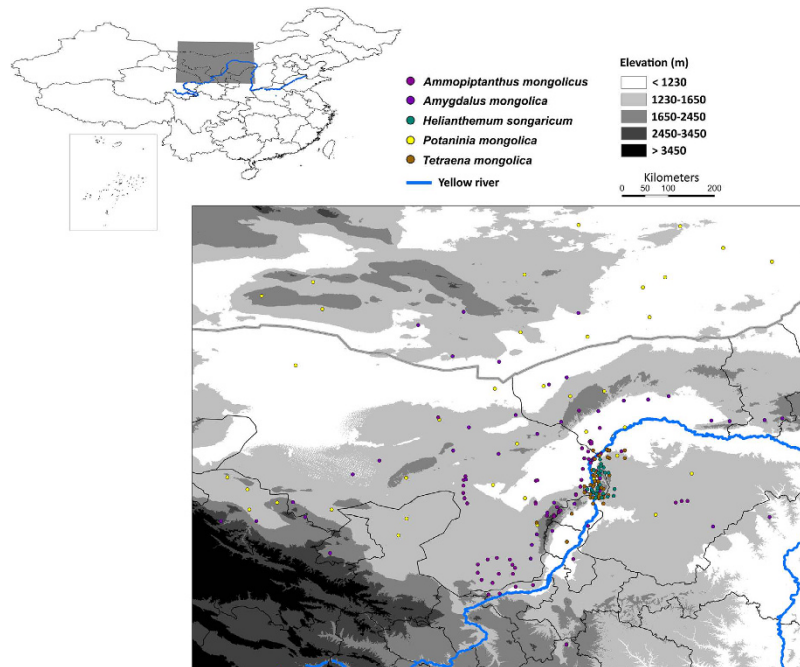 Ammopiptanthus mongolicus
Amygdalus mongolica
Helianthemum songaricum
Potaninia mongolica
Tetraena mongolica
Yellow river
Elevation (m)
< 1230
1230-1650
1650-2450
2450-3450
> 3450
Kilometers
0 50 100 200